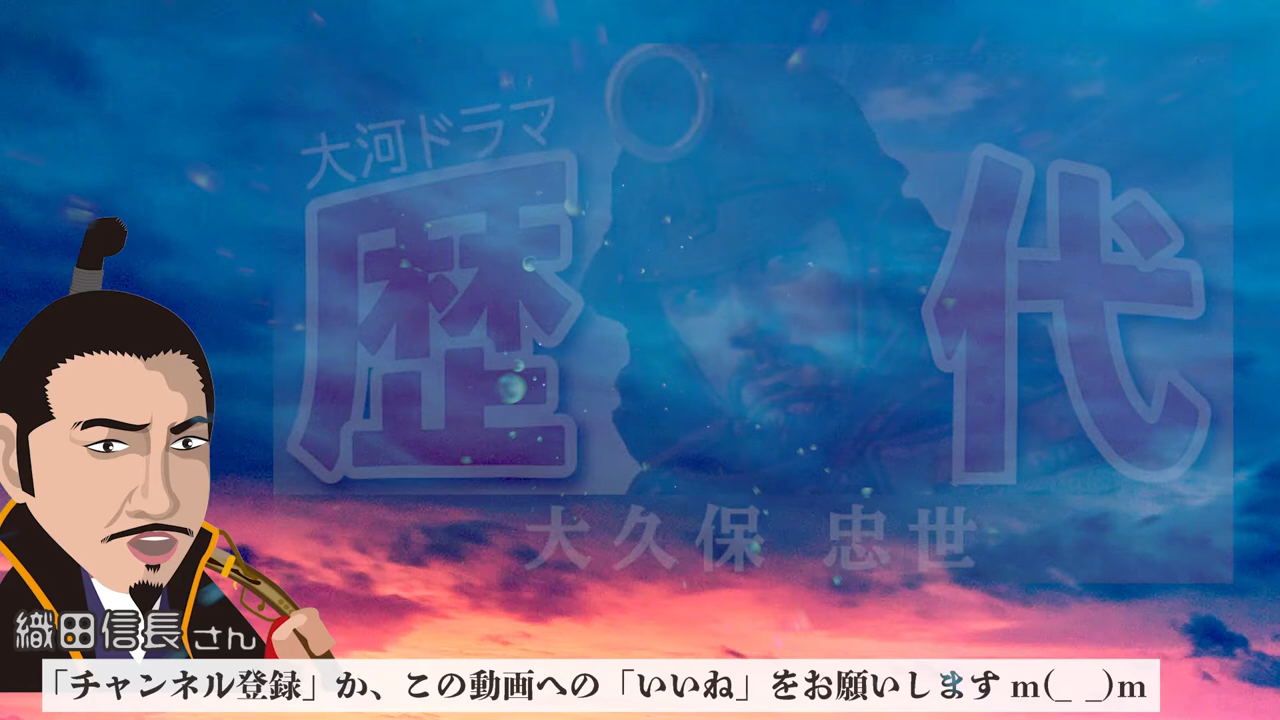 大河ドラマ
歴代
大久保 忠世
織田信長さん
「チャンネル登録」か、この動画への「いいね」をお願いします m(_ _)m